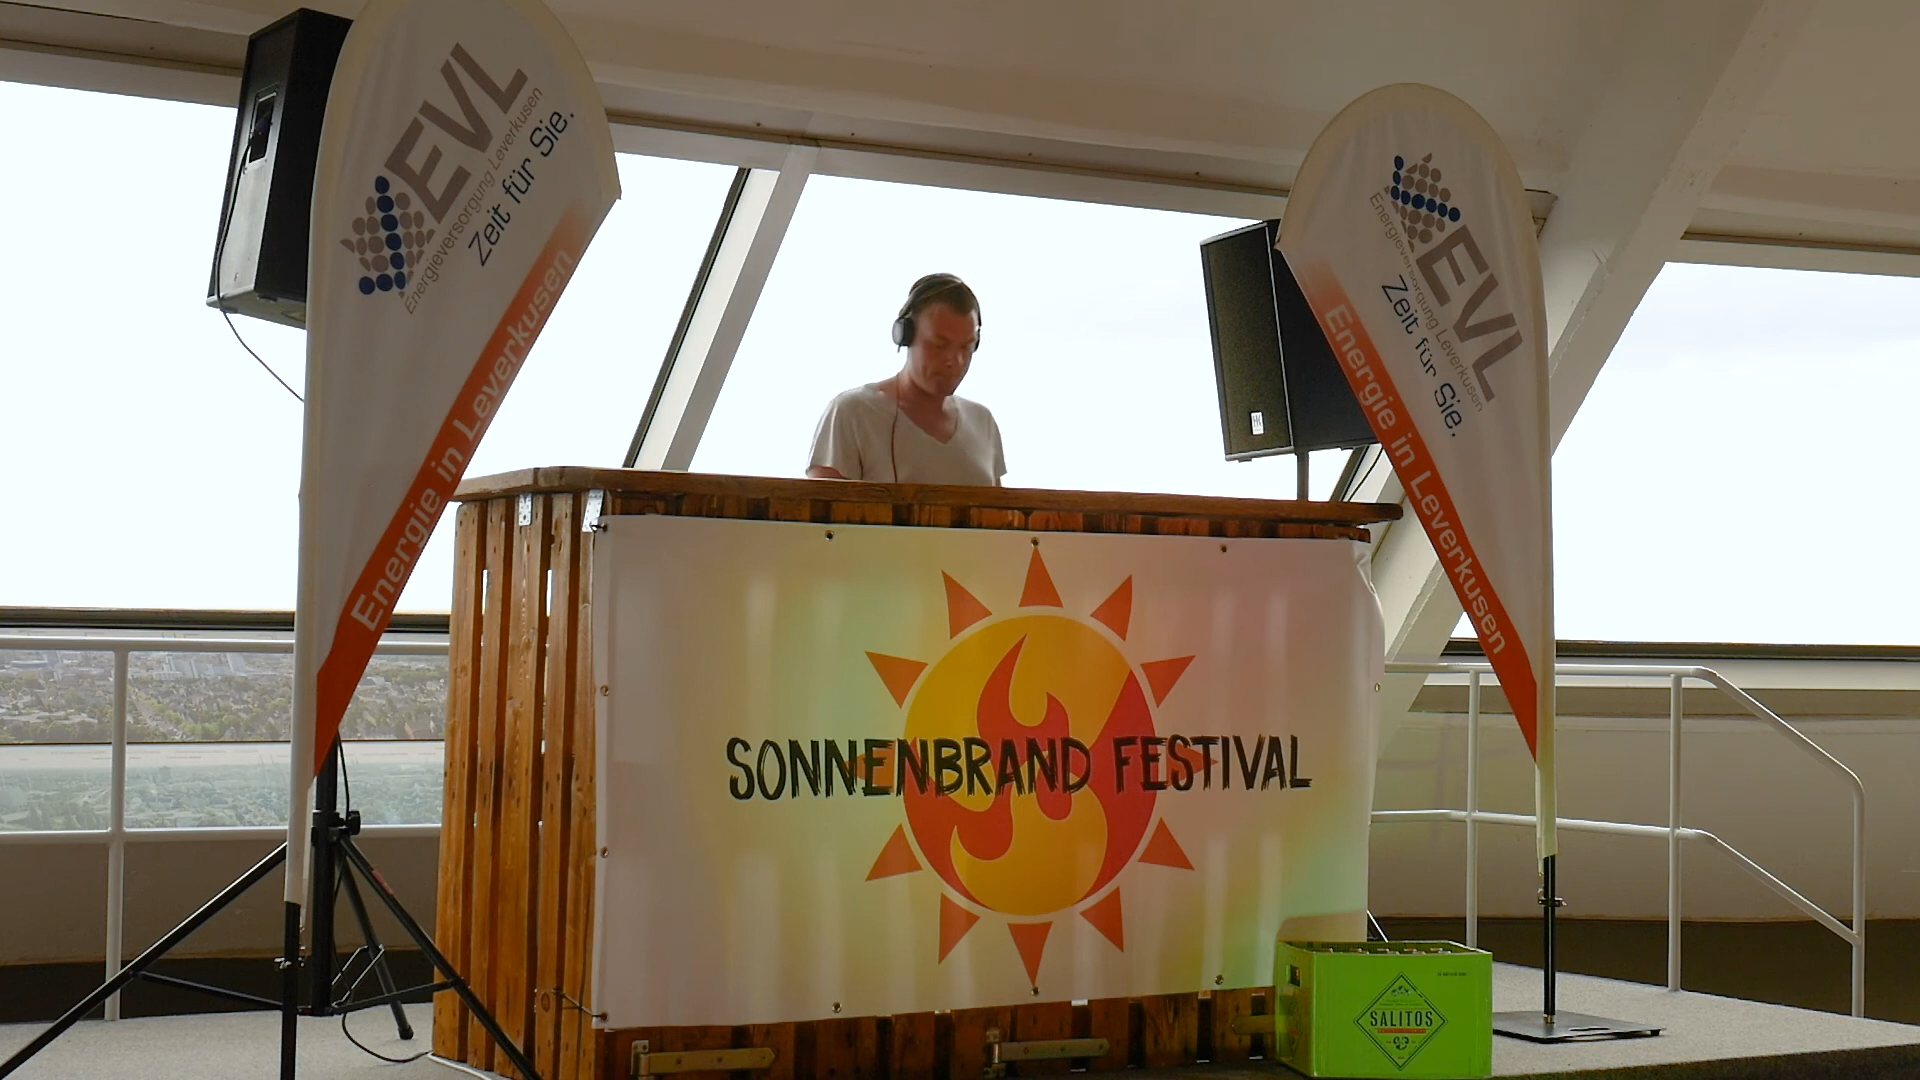 EVL
Energieversorgung Leverkusen
Zeit für Sie.
Energie in Leverkusen
EVL
Energieversorgung Leverkusen
Zeit für Sie.
Energie in Leverkusen
SONNENBRAND FESTIVAL
SALITOS